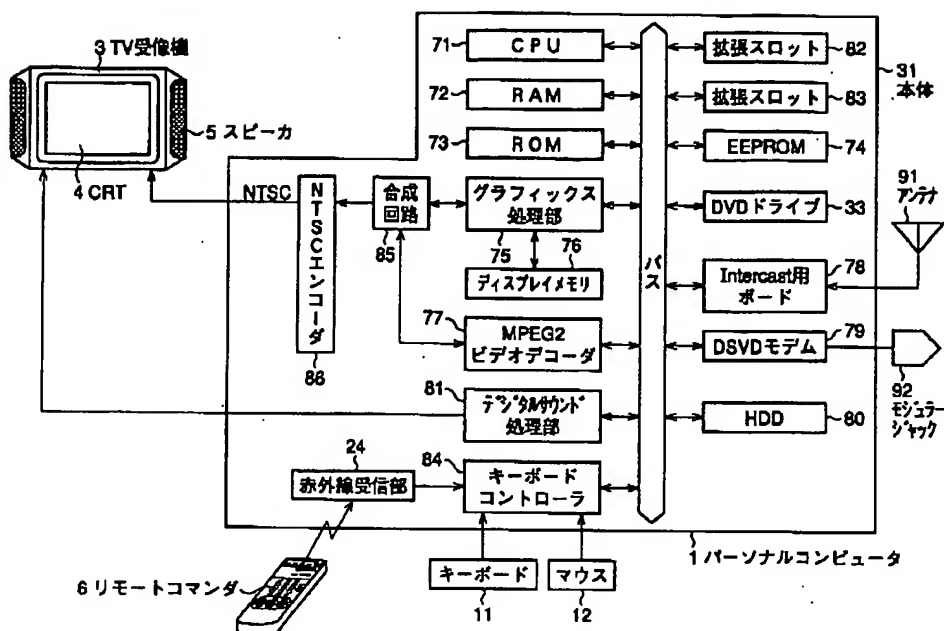 3 TV受像機
5 スピーカ
4 CRT
NTSC
71
CPU
72
RAM
73
ROM
合成
回路
85
グラフィックス
処理部
75
76
ディスプレイメモリ
NTSCエンコーダ
86
77
MPEG2
ビデオデコーダ
81
デジタルサウンド
処理部
24
赤外線受信部
84
キーボード
コントローラ
6 リモートコマンダ
キーボード
11
マウス
12
バス
拡張スロット
82
拡張スロット
83
EEPROM
74
DVDドライブ
33
Intercast用
ボード
78
DSVDモデム
79
HDD
80
31
本体
91
アンテナ
92
モジュラー
ジャック
1 パーソナルコンピュータ